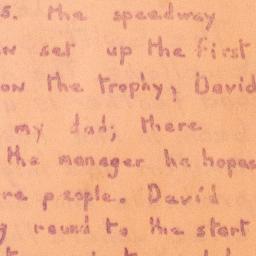 s. the speedway
set up the first
on the trophy, David
my dad; there
the manager he hopes
re people. David
round to the start